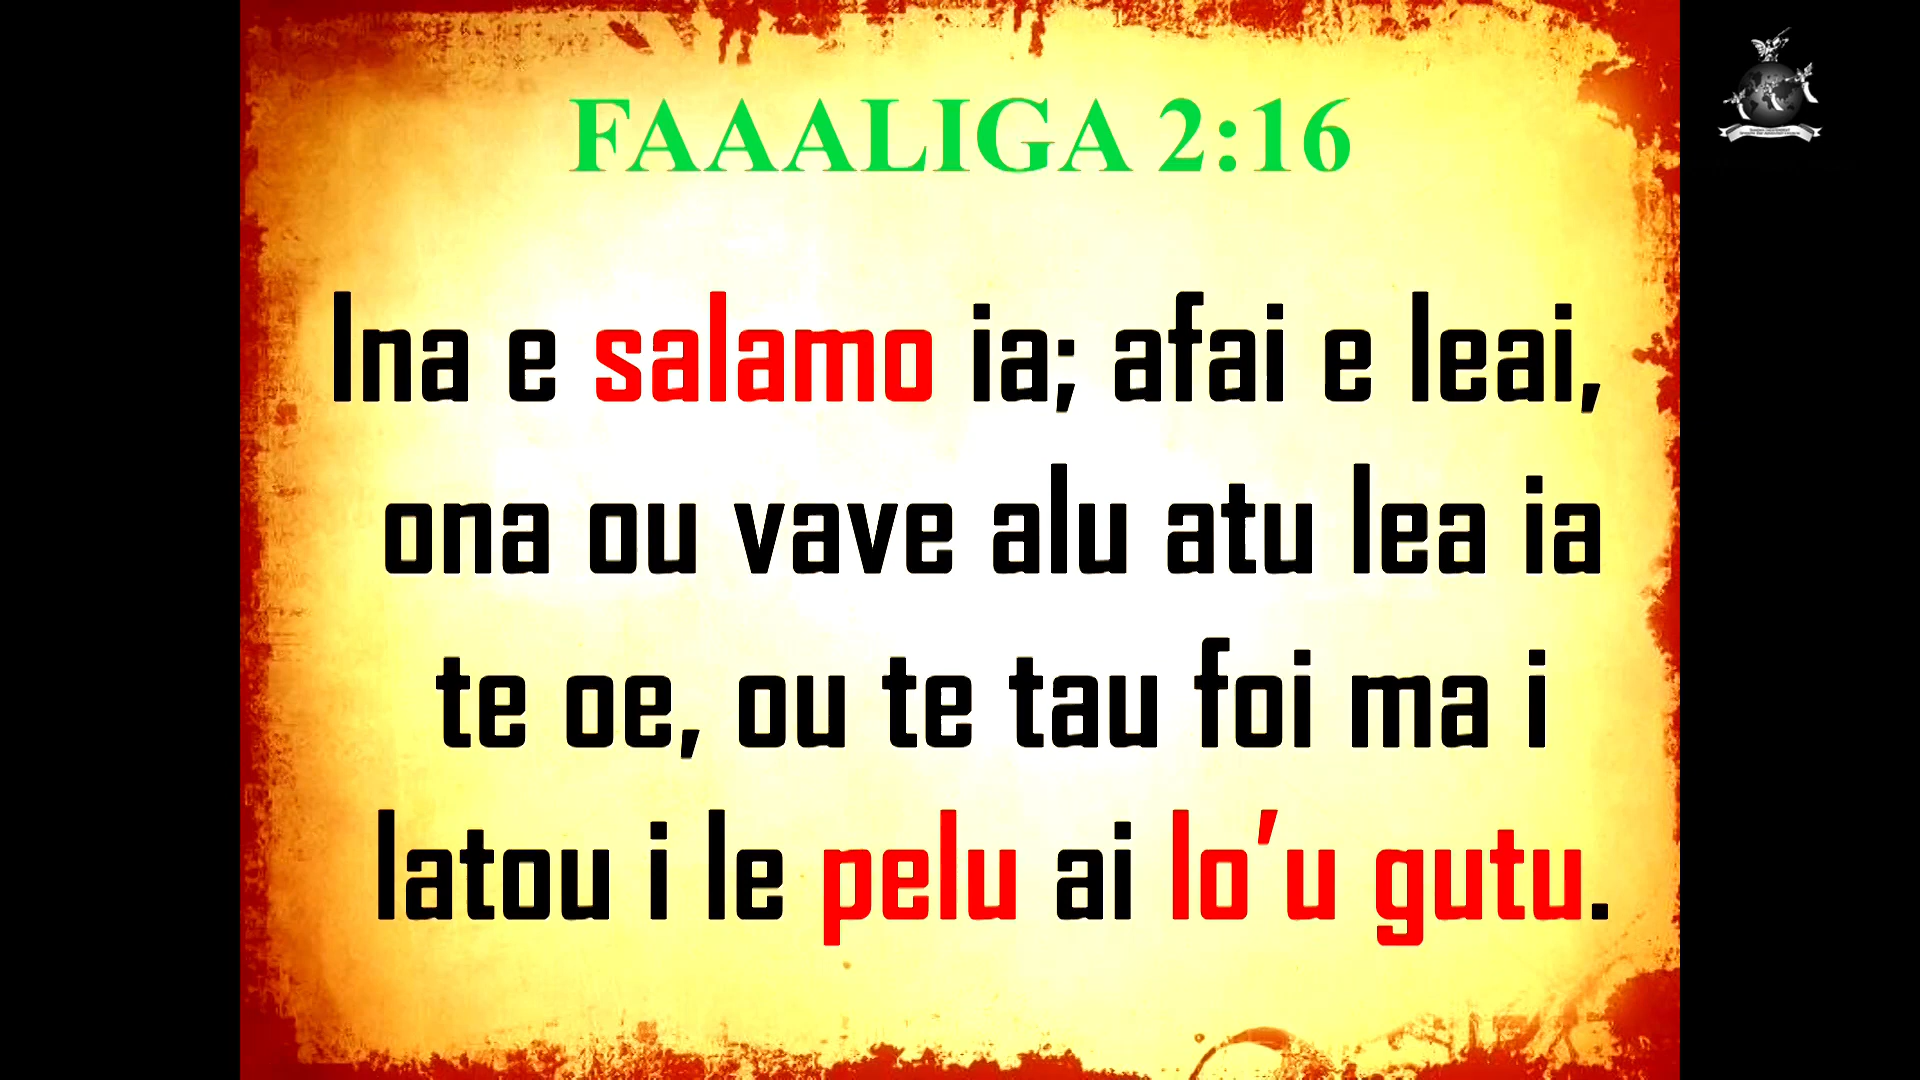 FAAALIGA 2:16
Ina e salamo ia; afai e leai,
ona ou vave alu atu lea ia
te oe, ou te tau foi ma i
latou i le pelu ai lo’u gutu.